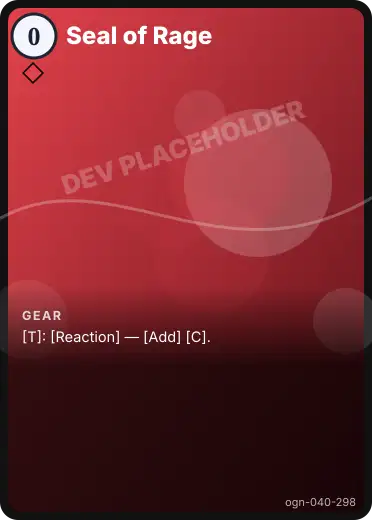 0
Seal of Rage
DEV PLACEHOLDER
GEAR
[T]: [Reaction] — [Add] [C].
ogn-040-298